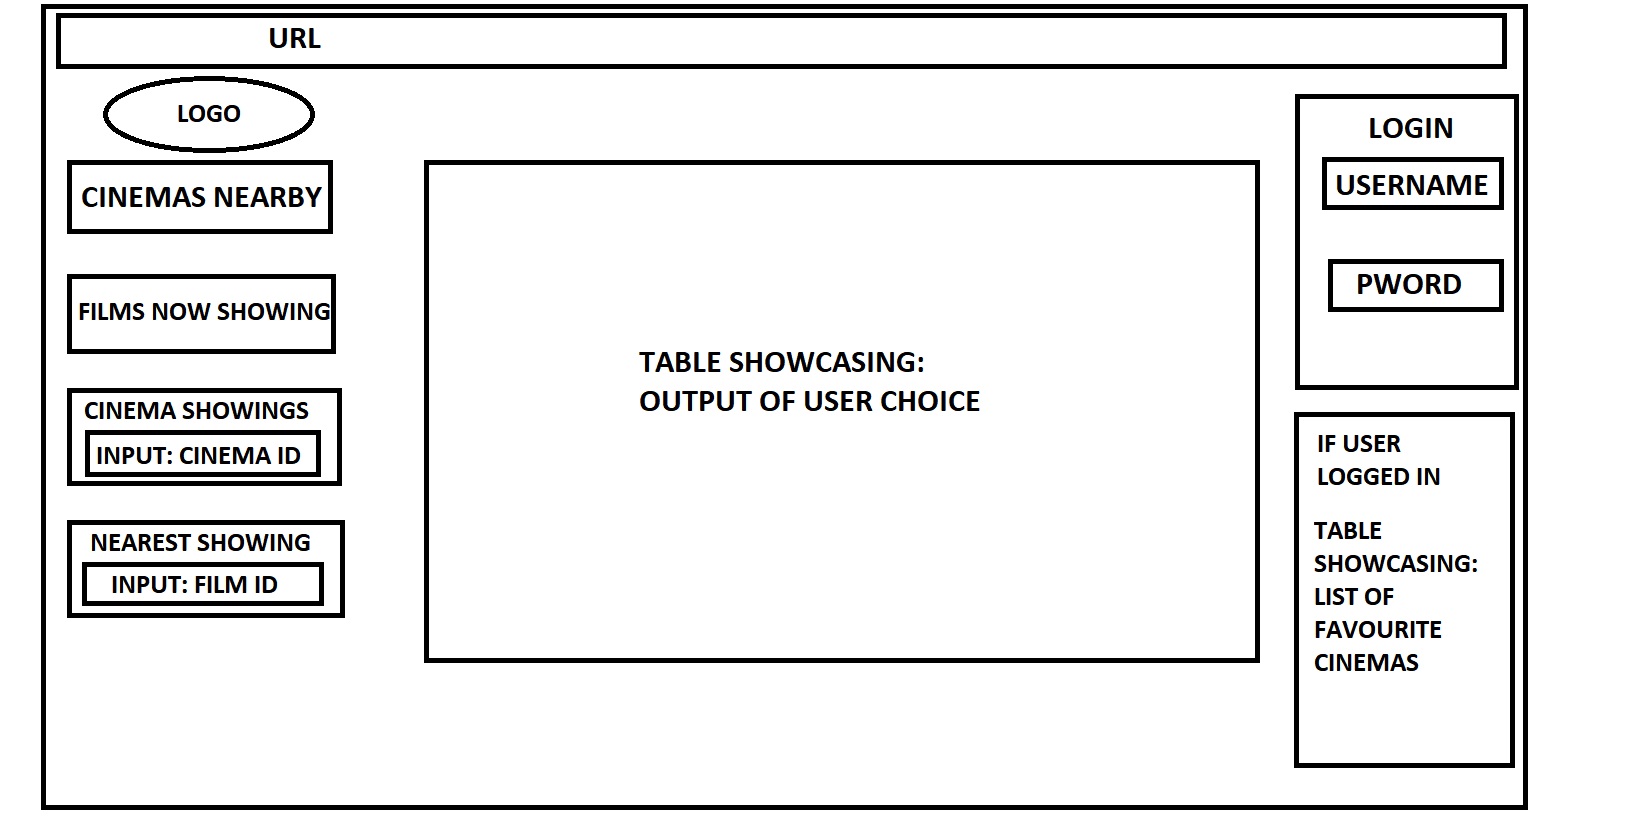 URL
LOGO
CINEMAS NEARBY
FILMS NOW SHOWING
CINEMA SHOWINGS
INPUT: CINEMA ID
NEAREST SHOWING
INPUT: FILM ID
TABLE SHOWCASING:
OUTPUT OF USER CHOICE
LOGIN
USERNAME
PWORD
IF USER
LOGGED IN
TABLE
SHOWCASING:
LIST OF
FAVOURITE
CINEMAS